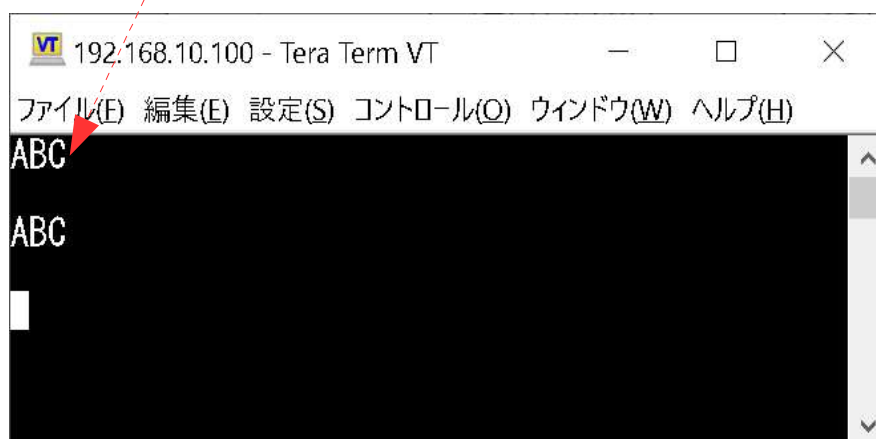 VT 192.168.10.100 - Tera Term VT
ファイル(F) 編集(E) 設定(S) コントロール(O) ウィンドウ(W) ヘルプ(H)
ABC
ABC